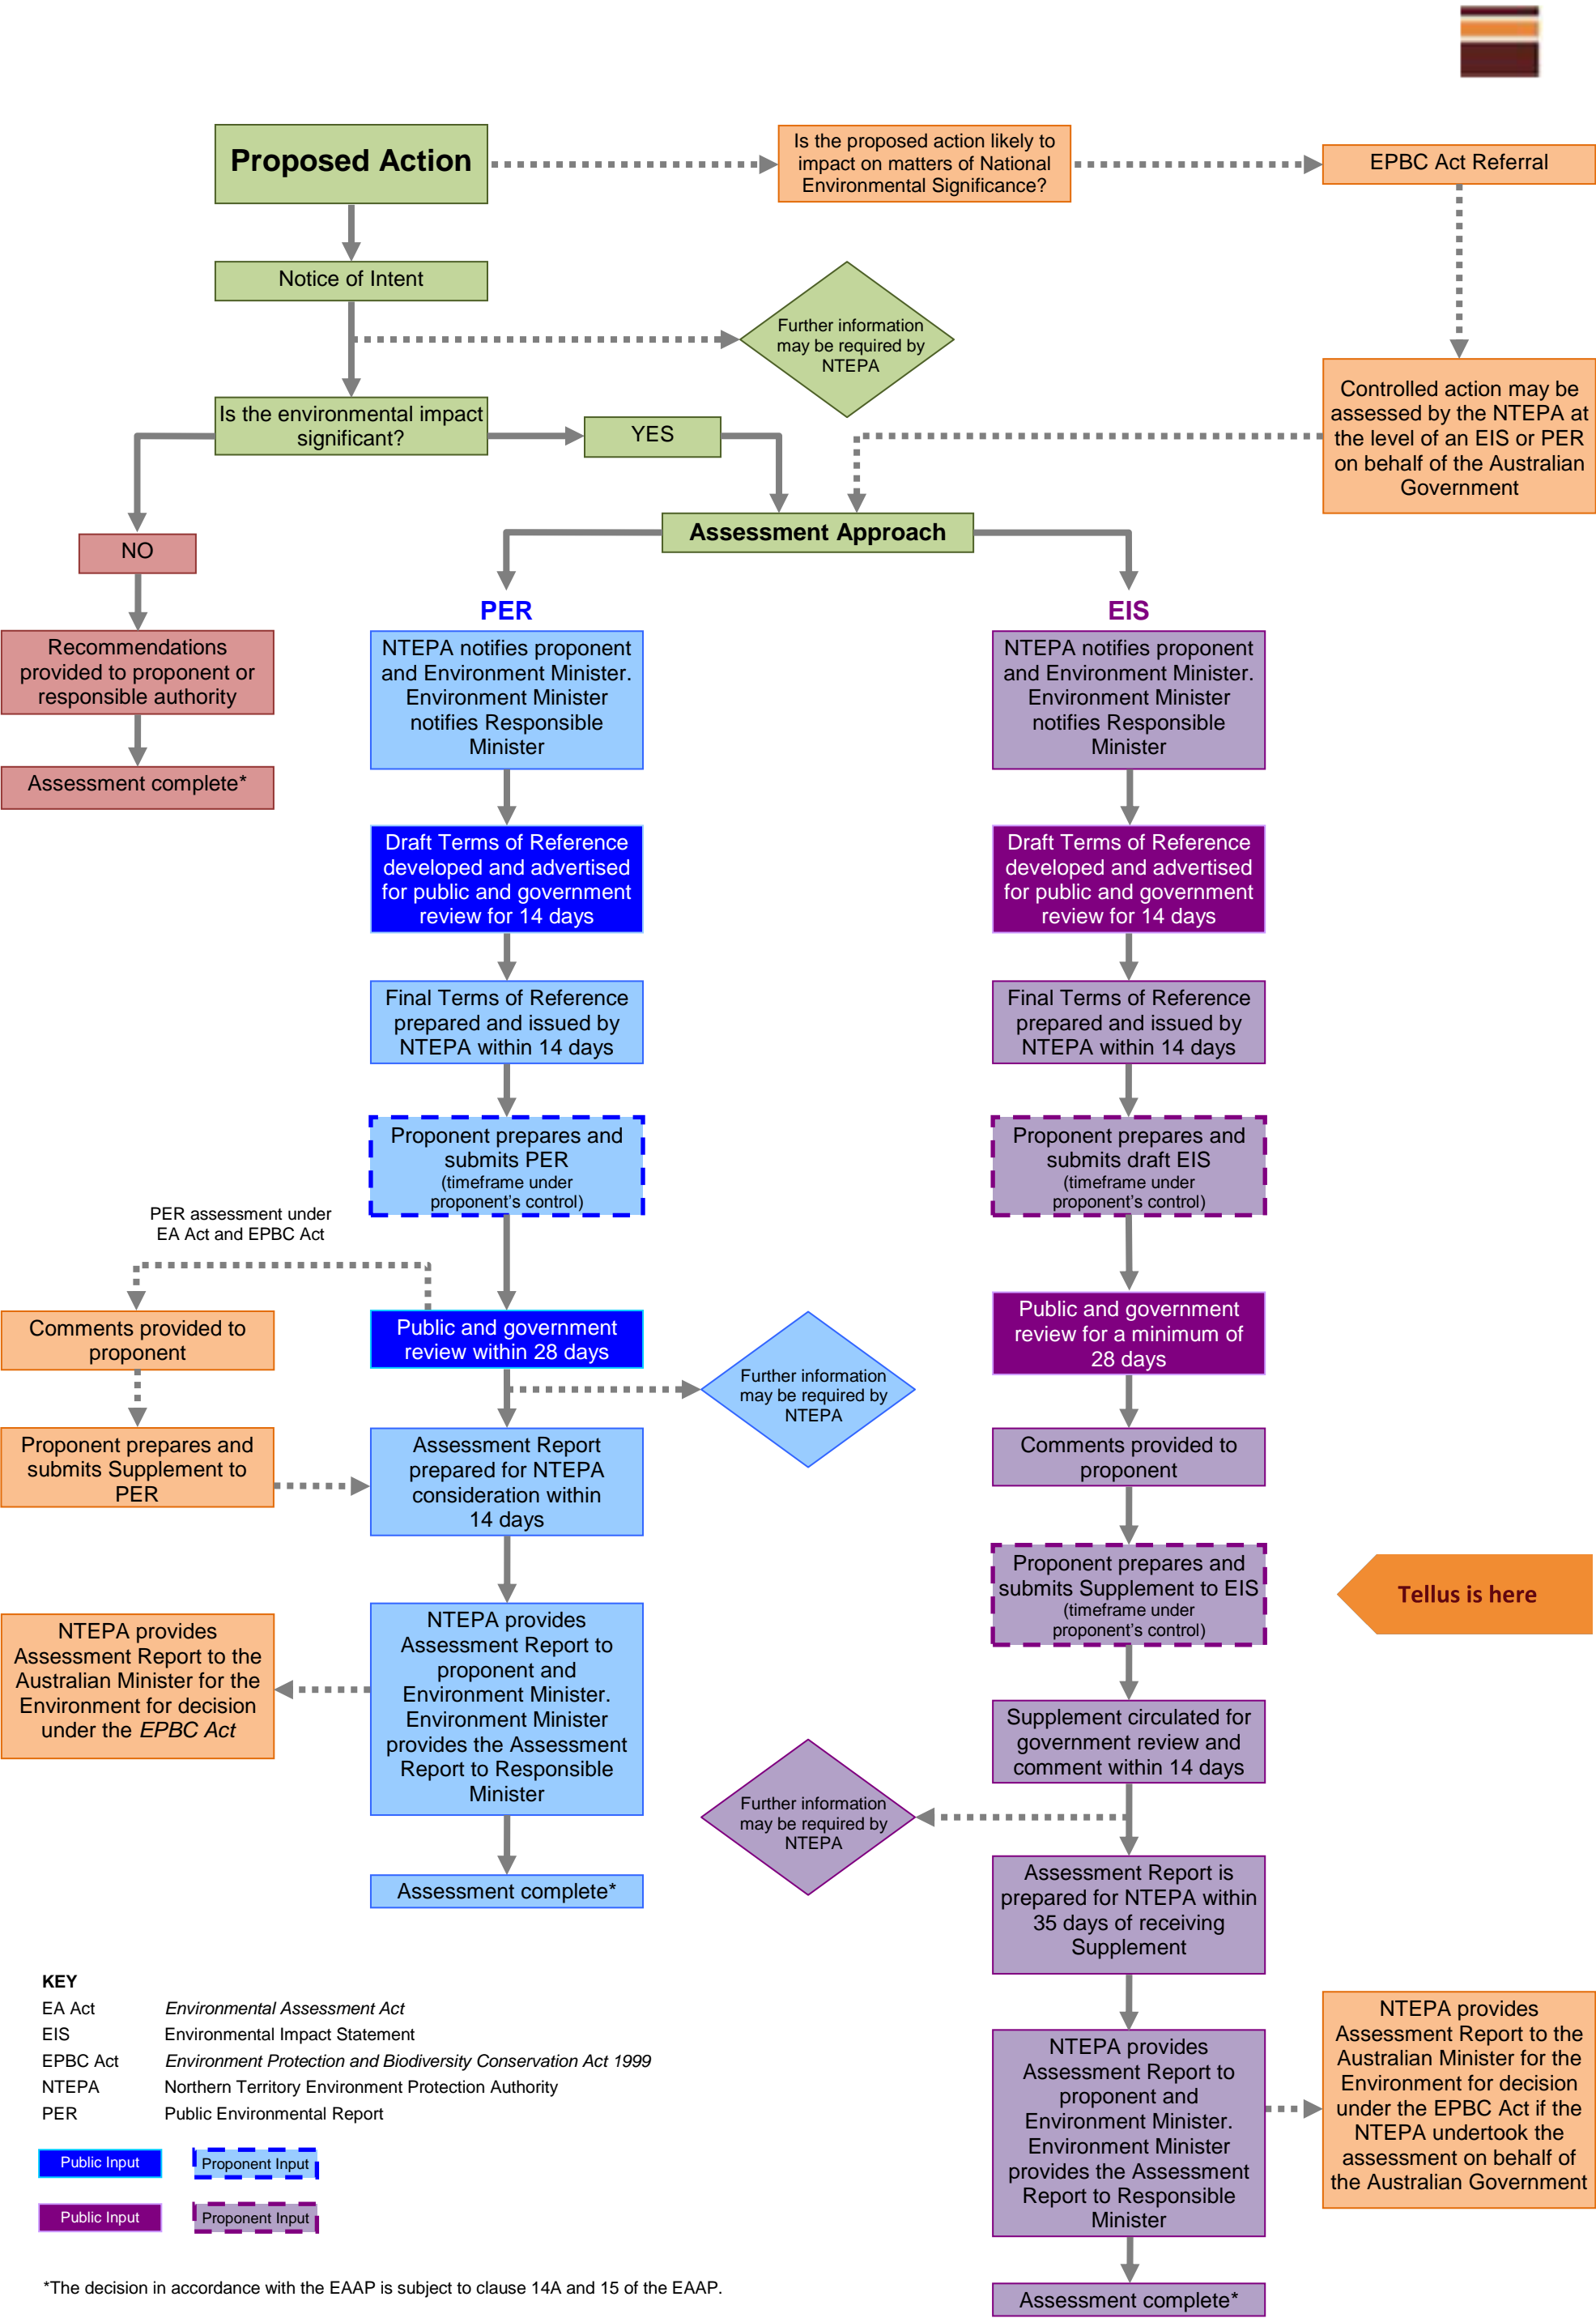 Proposed Action
Is the proposed action likely to
impact on matters of National
Environmental Significance?
EPBC Act Referral
Notice of Intent
Further information
may be required by
NTEPA
Controlled action may be
assessed by the NTEPA at
the level of an EIS or PER
on behalf of the Australian
Government
Is the environmental impact
significant?
YES
Assessment Approach
NO
Recommendations
provided to proponent or
responsible authority
Assessment complete*
PER
NTEPA notifies proponent
and Environment Minister.
Environment Minister
notifies Responsible
Minister
Draft Terms of Reference
developed and advertised
for public and government
review for 14 days
Final Terms of Reference
prepared and issued by
NTEPA within 14 days
Proponent prepares and
submits PER
(timeframe under
proponent's control)
PER assessment under
EA Act and EPBC Act
Comments provided to
proponent
Proponent prepares and
submits Supplement to
PER
Public and government
review within 28 days
Further information
may be required by
NTEPA
Assessment Report
prepared for NTEPA
consideration within
14 days
NTEPA provides
Assessment Report to
proponent and
Environment Minister.
Environment Minister
provides the Assessment
Report to Responsible
Minister
NTEPA provides
Assessment Report to the
Australian Minister for the
Environment for decision
under the EPBC Act
Assessment complete*
EIS
NTEPA notifies proponent
and Environment Minister.
Environment Minister
notifies Responsible
Minister
Draft Terms of Reference
developed and advertised
for public and government
review for 14 days
Final Terms of Reference
prepared and issued by
NTEPA within 14 days
Proponent prepares and
submits draft EIS
(timeframe under
proponent's control)
Public and government
review for a minimum of
28 days
Comments provided to
proponent
Proponent prepares and
submits Supplement to EIS
(timeframe under
proponent's control)
Tellus is here
Supplement circulated for
government review and
comment within 14 days
Further information
may be required by
NTEPA
Assessment Report is
prepared for NTEPA within
35 days of receiving
Supplement
NTEPA provides
Assessment Report to
proponent and
Environment Minister.
Environment Minister
provides the Assessment
Report to Responsible
Minister
NTEPA provides
Assessment Report to the
Australian Minister for the
Environment for decision
under the EPBC Act if the
NTEPA undertook the
assessment on behalf of
the Australian Government
Assessment complete*
KEY
EA Act Environmental Assessment Act
EIS Environmental Impact Statement
EPBC Act Environment Protection and Biodiversity Conservation Act 1999
NTEPA Northern Territory Environment Protection Authority
PER Public Environmental Report
Public Input Proponent Input
Public Input Proponent Input
*The decision in accordance with the EAAP is subject to clause 14A and 15 of the EAAP.